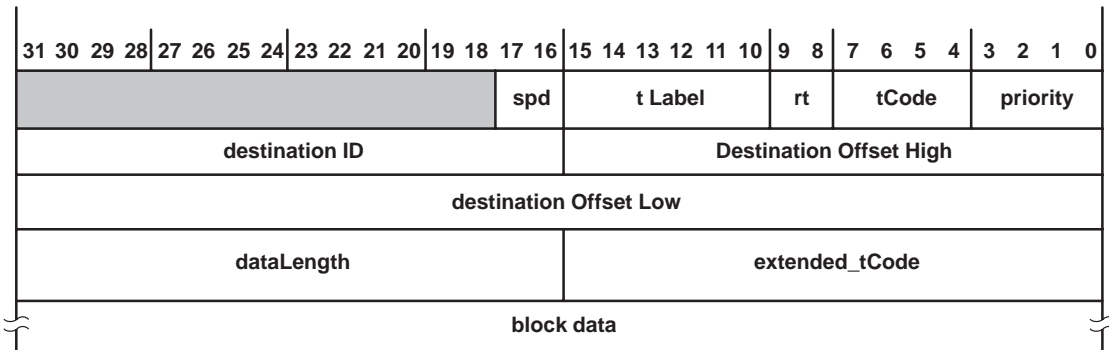 31 30 29 28 27 26 25 24 23 22 21 20 19 18 17 16 15 14 13 12 11 10 9 8 7 6 5 4 3 2 1 0
spd t Label rt tCode priority
destination ID Destination Offset High
destination Offset Low
dataLength extended_tCode
block data